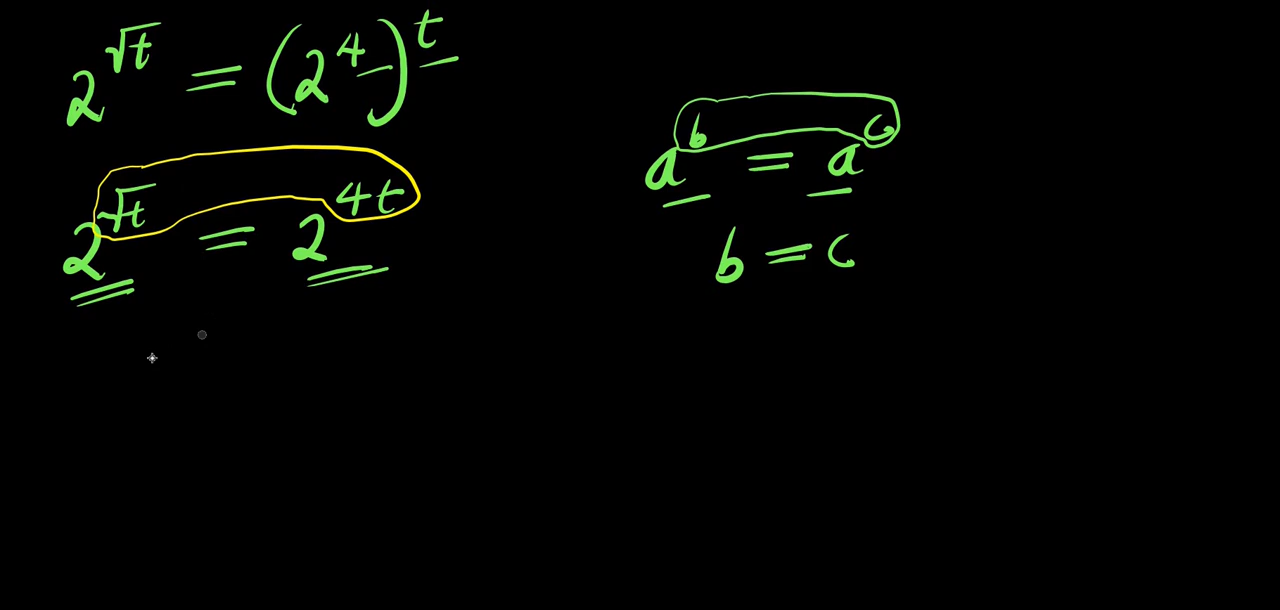 2^√t = (2^4)^t
2^√t = 2^4t
a^b = a^c
b = c